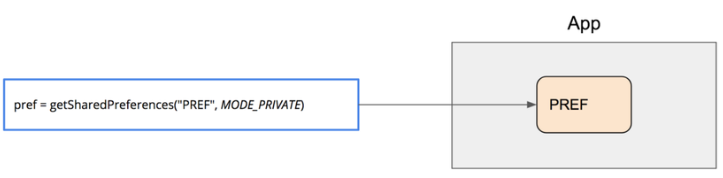 App
pref = getSharedPreferences("PREF", MODE_PRIVATE)
PREF